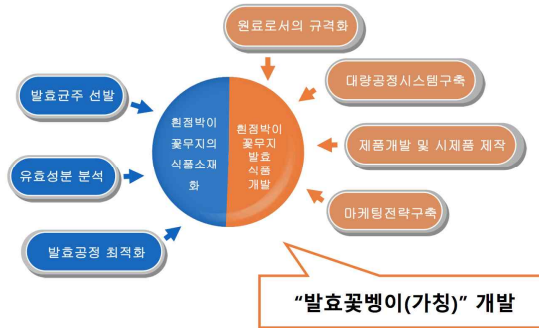 원료로서의 규격화
발효균주 선발
대량공정시스템구축
흰점박이
꽃무지의
식품소재
화
흰점박이
꽃무지
발효
식품
개발
제품개발 및 시제품 제작
유효성분 분석
마케팅전략구축
발효공정 최적화
“발효꽃벵이(가칭)” 개발